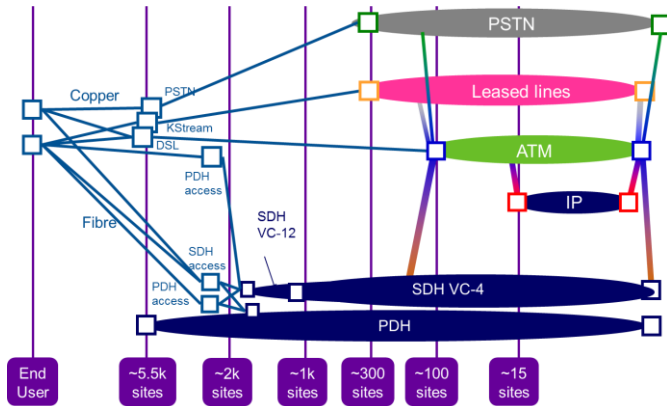 PSTN
Copper
PSTN
Leased lines
KStream
DSL
ATM
PDH
access
IP
Fibre
SDH
VC-12
SDH
access
PDH
access
SDH VC-4
PDH
End
User
~5.5k
sites
~2k
sites
~1k
sites
~300
sites
~100
sites
~15
sites